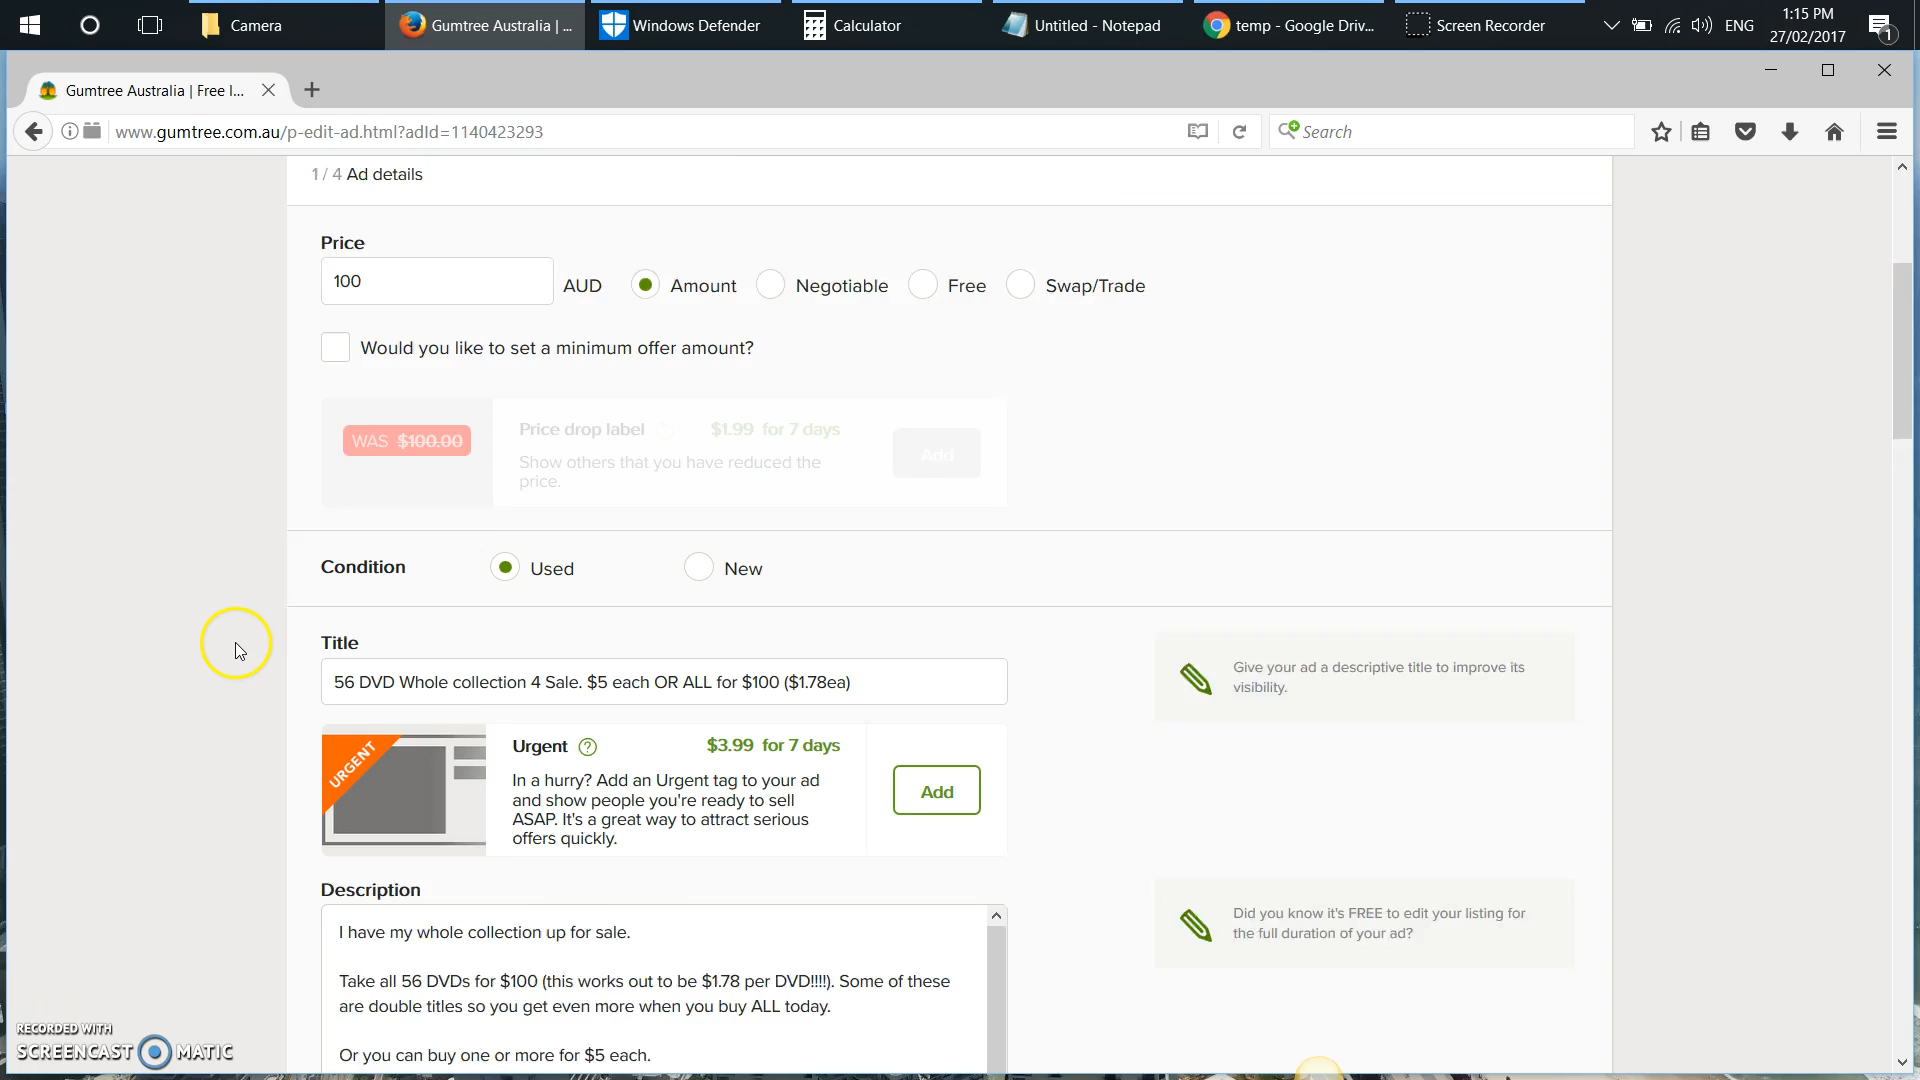 Camera
Gumtree Australia | ...
Windows Defender
Calculator
Untitled - Notepad
temp - Google Driv...
Screen Recorder
ENG
1:15 PM
27/02/2017
1
Gumtree Australia | Free l...
www.gumtree.com.au/p-edit-ad.html?adId=1140423293
Search
1 / 4 Ad details
Price
100
AUD
Amount
Negotiable
Free
Swap/Trade
Would you like to set a minimum offer amount?
WAS $100.00
Price drop label
$1.99 for 7 days
Show others that you have reduced the
price.
Add
Condition
Used
New
Title
56 DVD Whole collection 4 Sale. $5 each OR ALL for $100 ($1.78ea)
Give your ad a descriptive title to improve its
visibility.
URGENT
Urgent ?
$3.99 for 7 days
In a hurry? Add an Urgent tag to your ad
and show people you're ready to sell
ASAP. It's a great way to attract serious
offers quickly.
Add
Description
I have my whole collection up for sale.
Take all 56 DVDs for $100 (this works out to be $1.78 per DVD!!!!). Some of these
are double titles so you get even more when you buy ALL today.
Or you can buy one or more for $5 each.
Did you know it's FREE to edit your listing for
the full duration of your ad?
RECORDED WITH
SCREENCAST MATIC